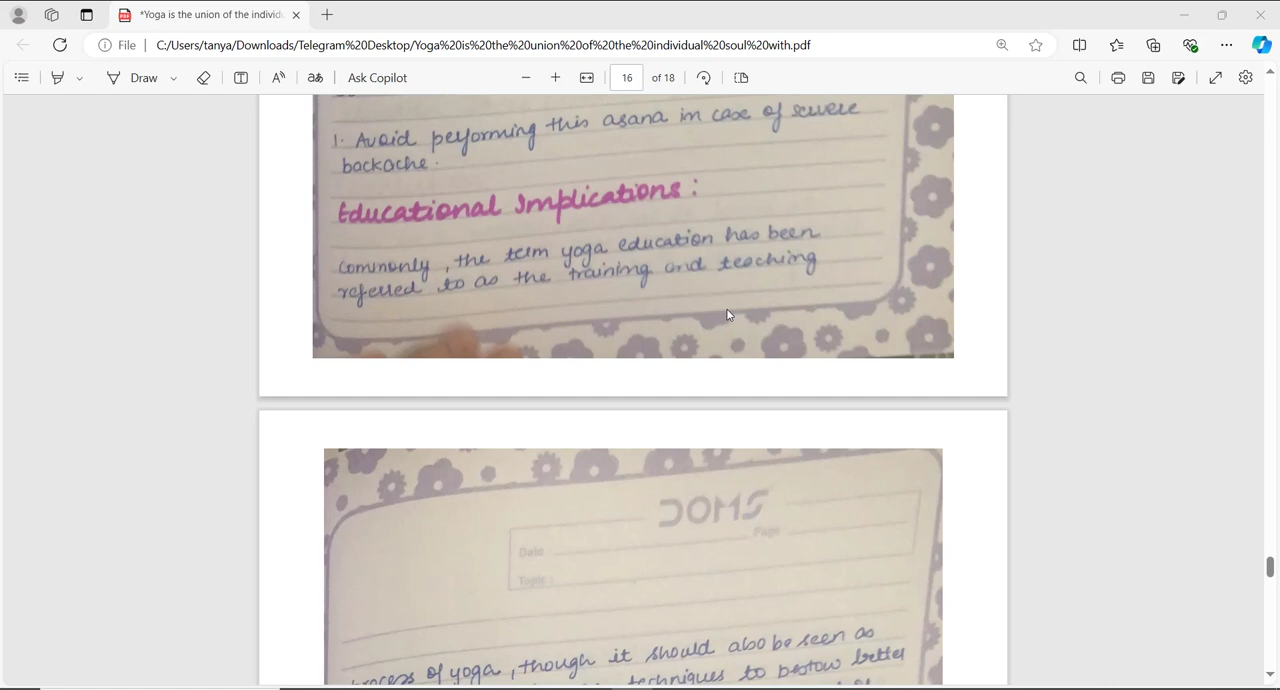 *Yoga is the union of the individu
File
C:/Users/tanya/Downloads/Telegram%20Desktop/Yoga%20is%20the%20union%20of%20the%20individual%20soul%20with.pdf
Draw
Ask Copilot
16 of 18
1. Avoid performing this asana in case of severe
backache.
Educational Implications:
Commonly, the term yoga education has been
referred to as the training and teaching
DOMS
Page
Date
Topic :
process of yoga, though it should also be seen as
techniques to bestow better